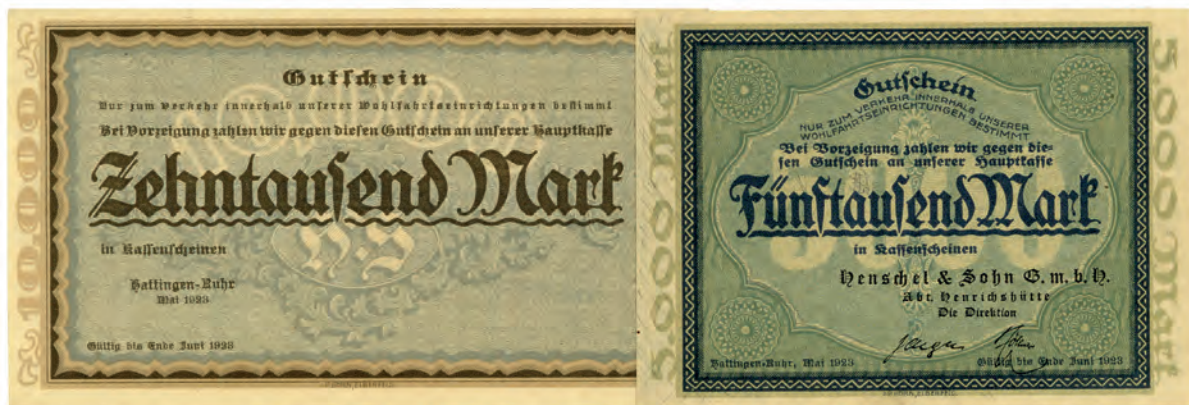 10.000
Gutschein
Nur zum Verkehr innerhalb unserer Wohlfahrtseinrichtungen bestimmt
Bei Vorzeigung zahlen wir gegen diesen Gutschein an unserer Hauptkasse
Zehntausend Mark
in Kassenscheinen
H.S
Hattingen-Ruhr
Mai 1923
Gültig bis Ende Juni 1923
5.000 Mark
5.000 Mark
Gutschein
NUR ZUM VERKEHR INNERHALB UNSERER
WOHLFAHRTSEINRICHTUNGEN BESTIMMT
Bei Vorzeigung zahlen wir gegen die-
sen Gutschein an unserer Hauptkasse
Fünftausend Mark
in Kassenscheinen
Henschel & Sohn G. m. b. H.
Abt. Henrichshütte
Die Direktion
Hattingen-Ruhr, Mai 1923
Gültig bis Ende Juni 1923